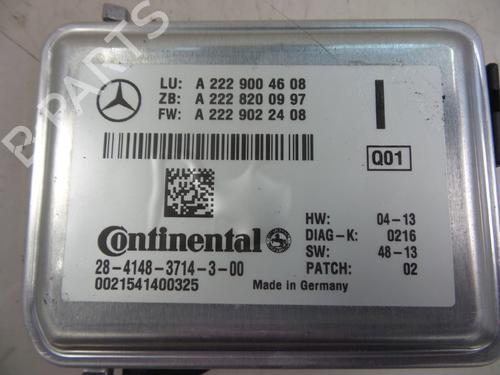 LU: A 222 900 46 08
ZB: A 222 820 09 97
FW: A 222 902 24 08
Q01
Continental
HW: 04-13
DIAG-K: 0216
SW: 48-13
PATCH: 02
28-4148-3714-3-00
0021541400325
Made in Germany
B PARTS